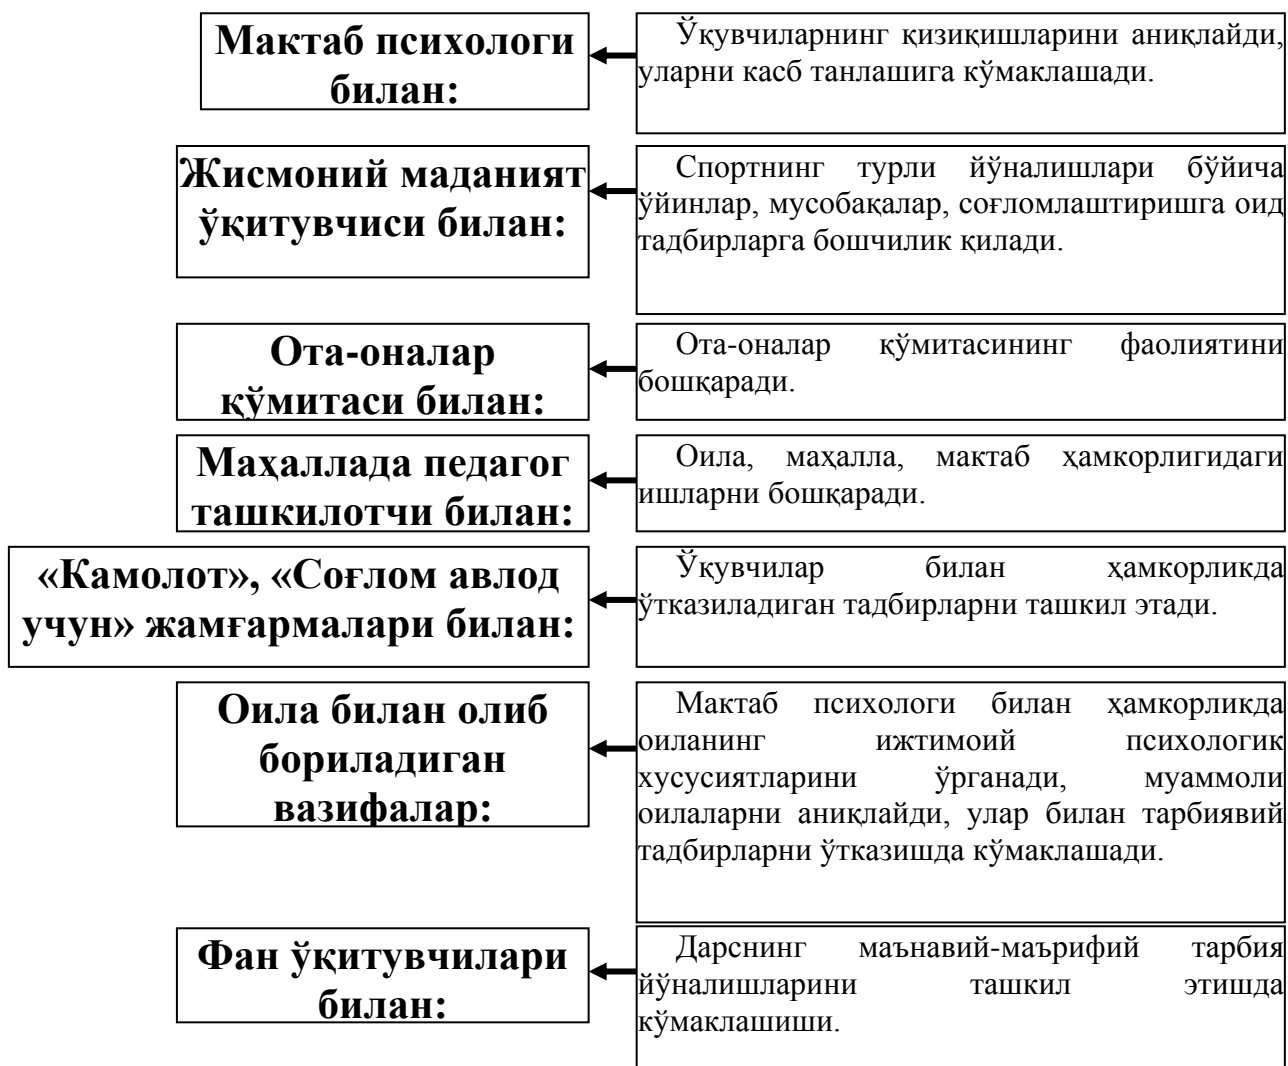 Мактаб психологи
билан:
Ўқувчиларнинг қизиқишларини аниқлайди,
уларни касб танлашига кўмаклашади.
Жисмоний маданият
ўқитувчиси билан:
Спортнинг турли йўналишлари бўйича
ўйинлар, мусобақалар, соғломлаштиришга оид
тадбирларга бошчилик қилади.
Ота-оналар
қўмитаси билан:
Ота-оналар қўмитасининг фаолиятини
бошқаради.
Маҳаллада педагог
ташкилотчи билан:
Оила, маҳалла, мактаб ҳамкорлигидаги
ишларни бошқаради.
«Камолот», «Соғлом авлод
учун» жамғармалари билан:
Ўқувчилар билан ҳамкорликда
ўтказиладиган тадбирларни ташкил этади.
Оила билан олиб
бориладиган
вазифалар:
Мактаб психологи билан ҳамкорликда
оиланинг ижтимоий психологик
хусусиятларини ўрганади, муаммоли
оилаларни аниқлайди, улар билан тарбиявий
тадбирларни ўтказишда кўмаклашади.
Фан ўқитувчилари
билан:
Дарснинг маънавий-маърифий тарбия
йўналишларини ташкил этишда
кўмаклашиши.